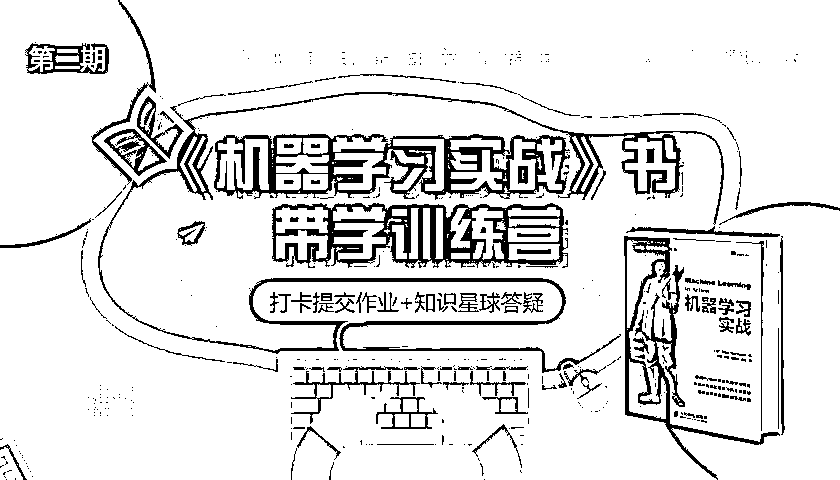 第二期
《机器学习实战》书
带学训练营
打卡提交作业+知识星球答疑
Machine Learning
in Action
机器学习
实战